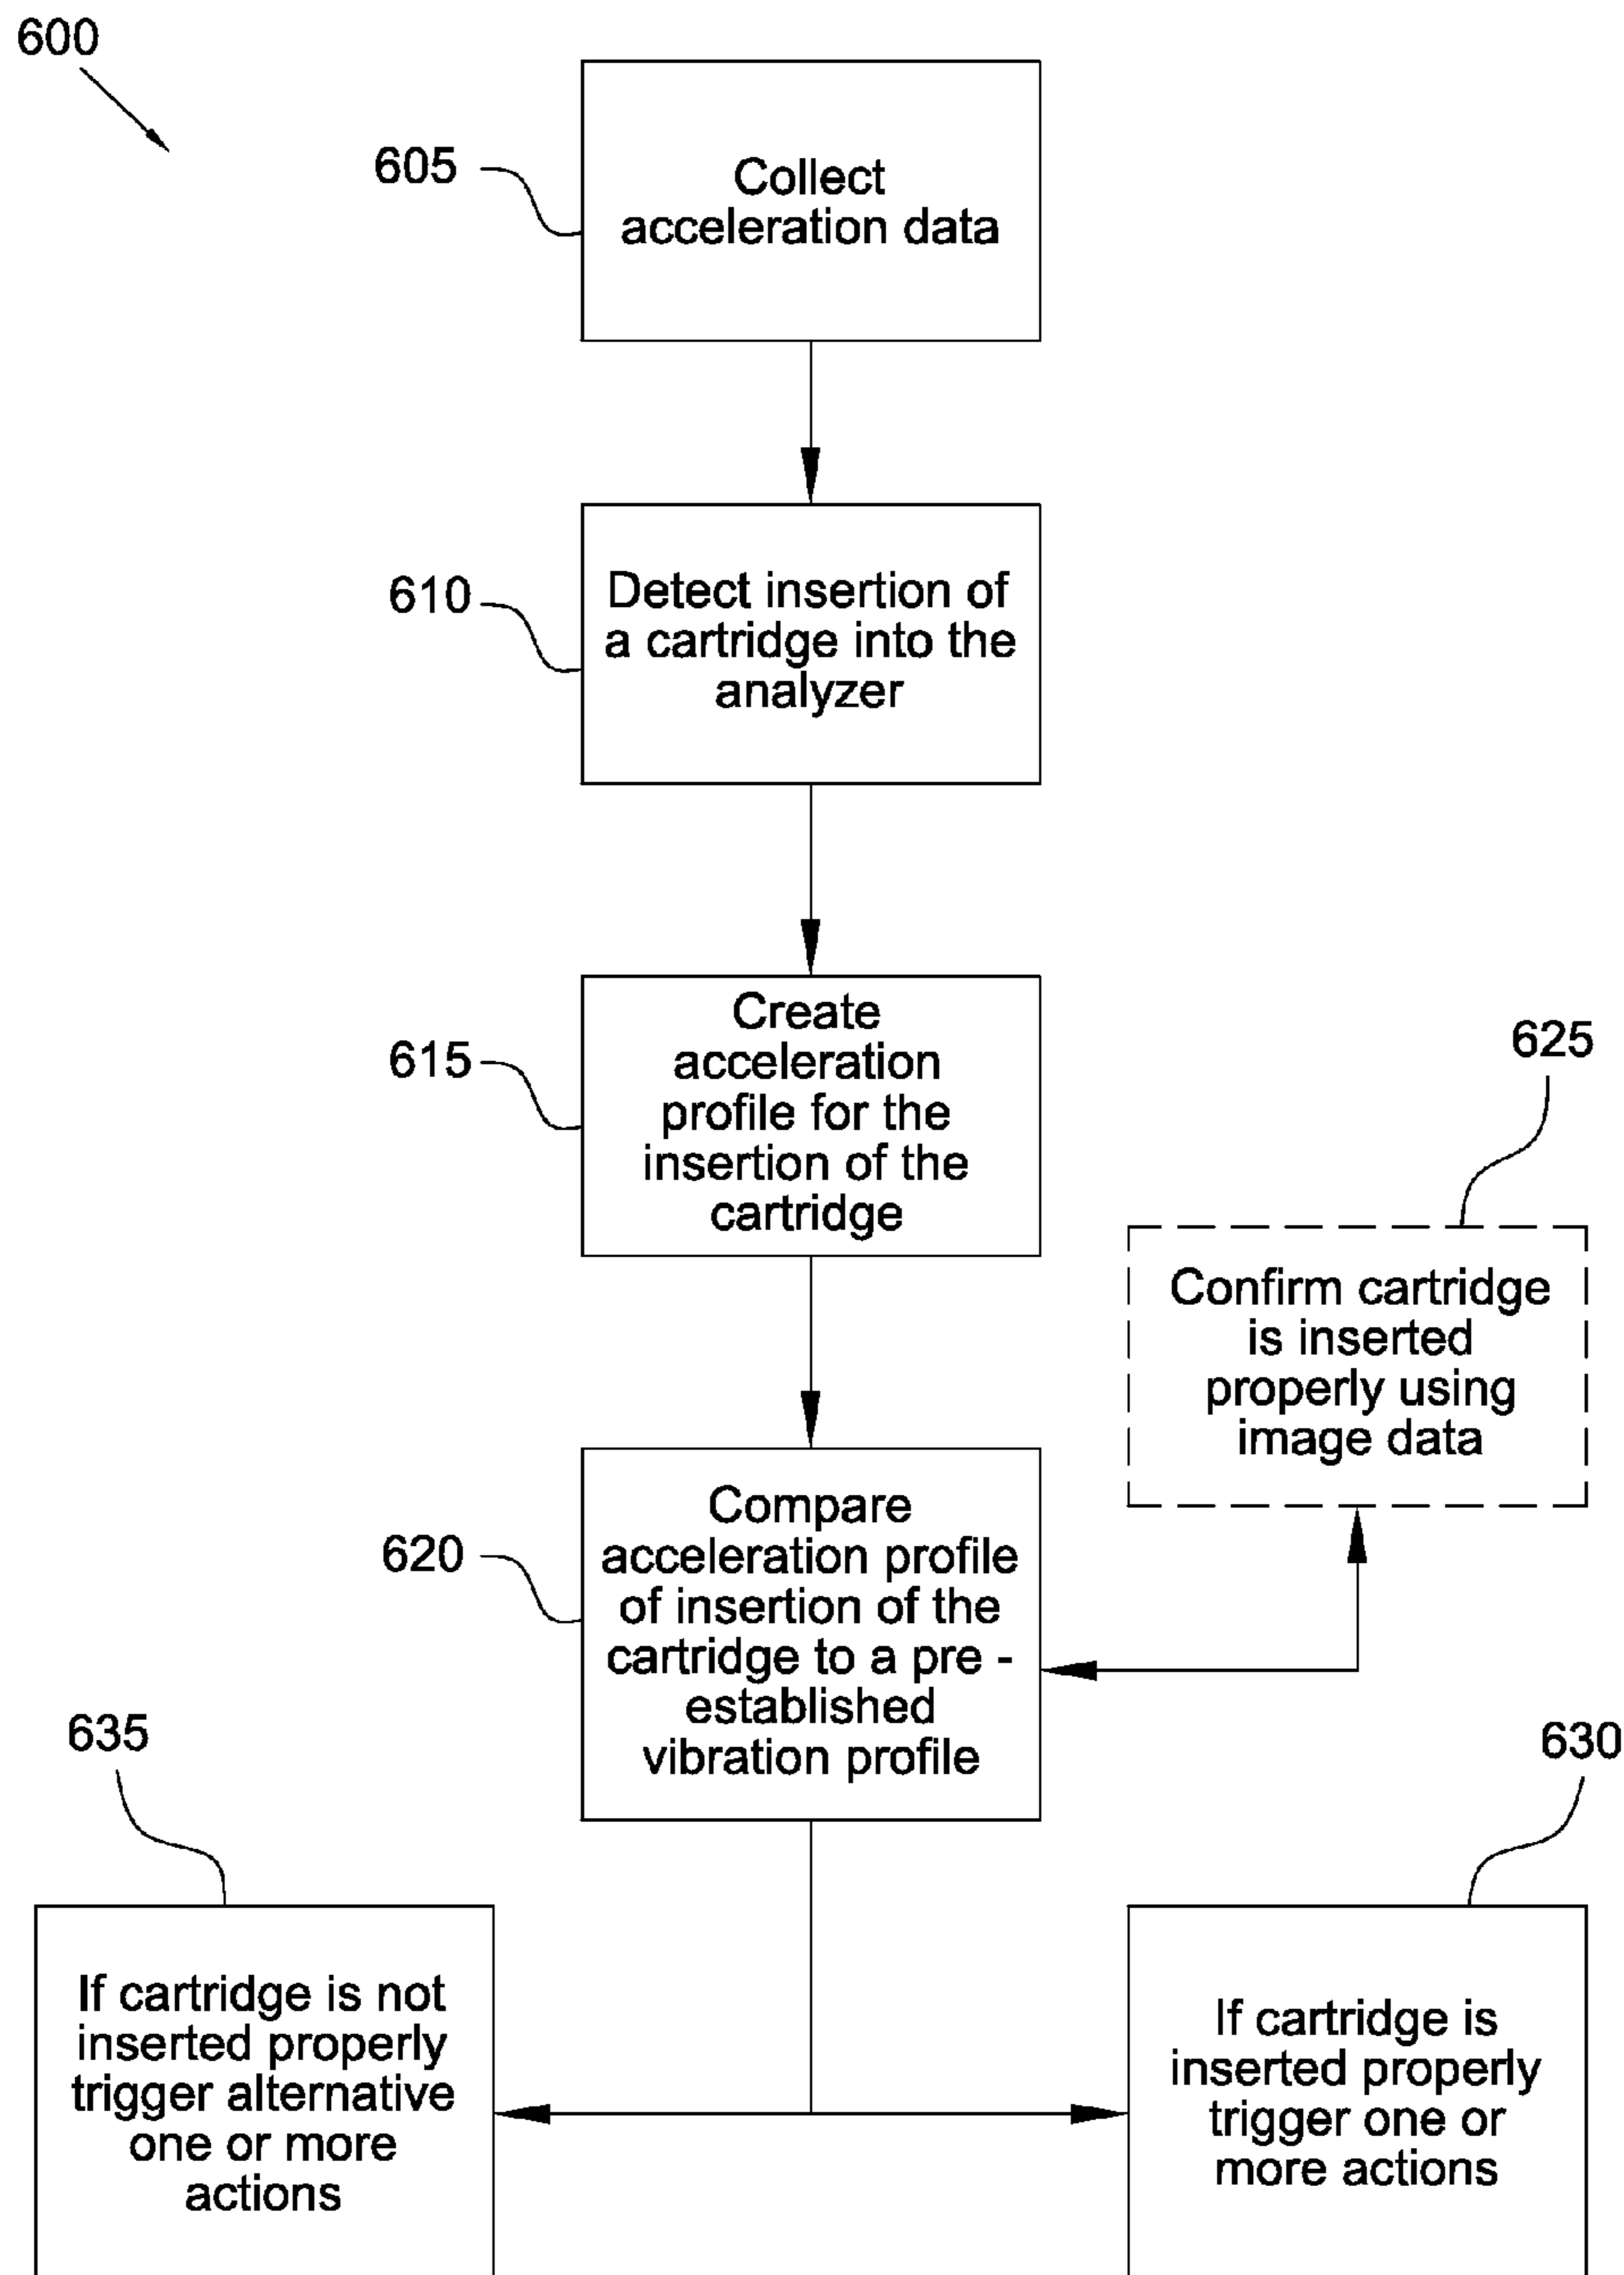 600
605
Collect
acceleration data
610
Detect insertion of
a cartridge into the
analyzer
615
Create
acceleration
profile for the
insertion of the
cartridge
625
Confirm cartridge
is inserted
properly using
image data
620
Compare
acceleration profile
of insertion of the
cartridge to a pre -
established
vibration profile
635
If cartridge is not
inserted properly
trigger alternative
one or more
actions
630
If cartridge is
inserted properly
trigger one or
more actions